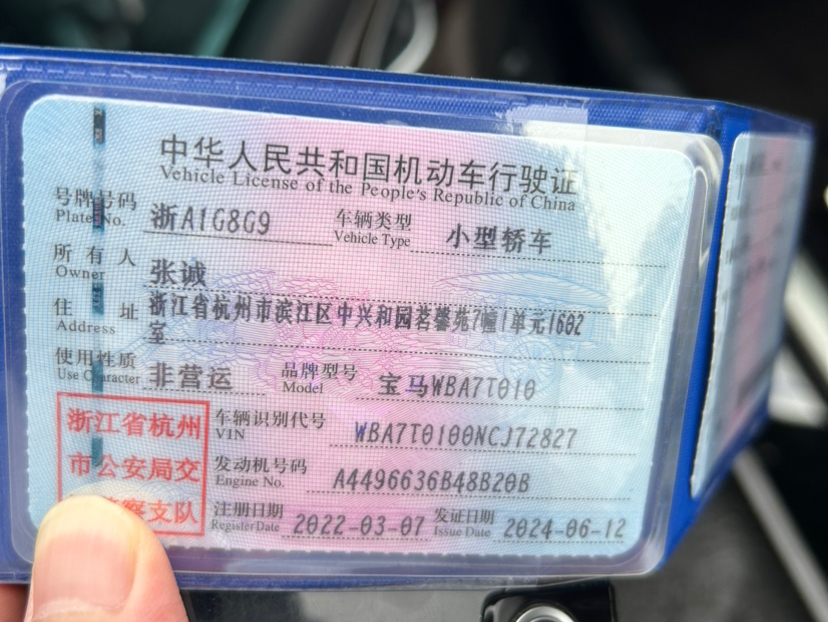 中华人民共和国机动车行驶证
Vehicle License of the People's Republic of China
号牌号码 浙A1G8G9 车辆类型 小型轿车
Plate No. Vehicle Type
所有人 张诚
Owner
住址 浙江省杭州市滨江区中兴和园茗馨苑7幢1单元1602
Address 室
使用性质 非营运 品牌型号 宝马WBA7T010
Use Character Model
浙江省杭州 车辆识别代号 WBA7T0100NCJ72827
VIN
市公安局交 发动机号码 A4496636B48B20B
Engine No.
警察支队 注册日期 2022-03-07 发证日期 2024-06-12
Register Date Issue Date